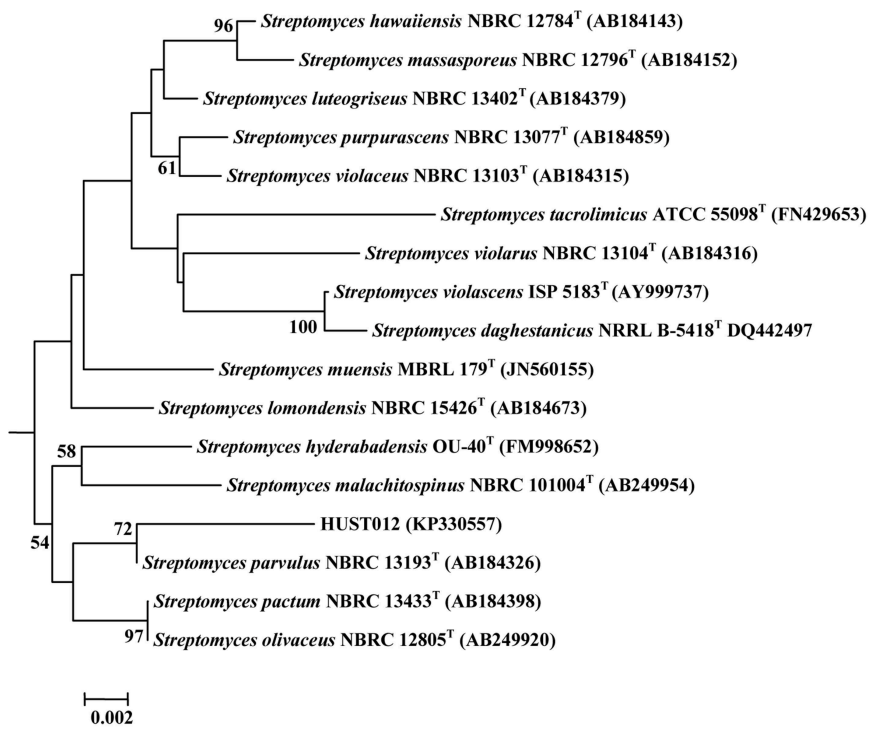 96
Streptomyces hawaiiensis NBRC 12784ᵀ (AB184143)
Streptomyces massasporeus NBRC 12796ᵀ (AB184152)
Streptomyces luteogriseus NBRC 13402ᵀ (AB184379)
Streptomyces purpurascens NBRC 13077ᵀ (AB184859)
61
Streptomyces violaceus NBRC 13103ᵀ (AB184315)
Streptomyces tacrolimicus ATCC 55098ᵀ (FN429653)
Streptomyces violarus NBRC 13104ᵀ (AB184316)
Streptomyces violascens ISP 5183ᵀ (AY999737)
100
Streptomyces daghestanicus NRRL B-5418ᵀ DQ442497
Streptomyces muensis MBRL 179ᵀ (JN560155)
Streptomyces lomondensis NBRC 15426ᵀ (AB184673)
58
Streptomyces hyderabadensis OU-40ᵀ (FM998652)
Streptomyces malachitospinus NBRC 101004ᵀ (AB249954)
72
HUST012 (KP330557)
54
Streptomyces parvulus NBRC 13193ᵀ (AB184326)
Streptomyces pactum NBRC 13433ᵀ (AB184398)
97
Streptomyces olivaceus NBRC 12805ᵀ (AB249920)
0.002